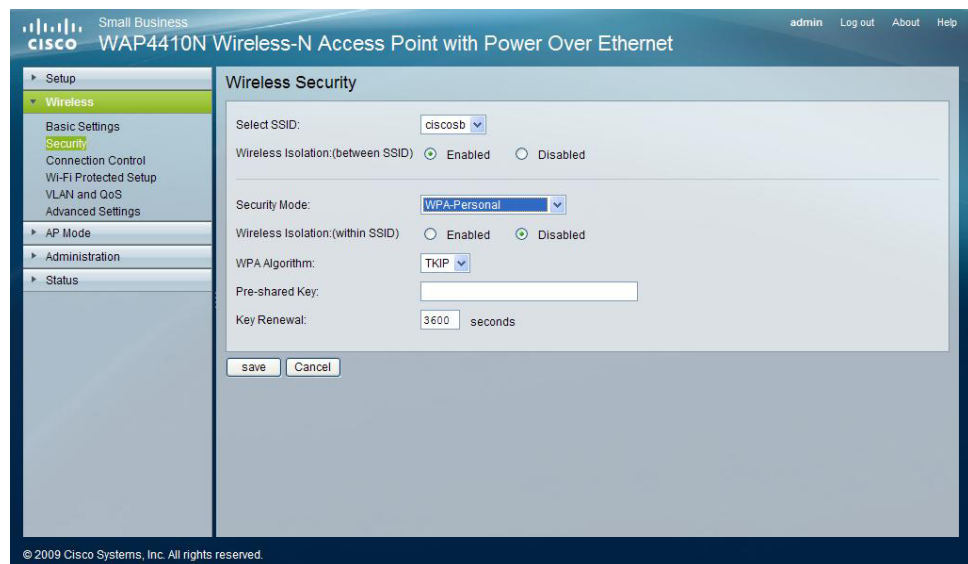 Small Business
CISCO WAP4410N Wireless-N Access Point with Power Over Ethernet
admin Log out About Help
Setup
Wireless
Basic Settings
Security
Connection Control
Wi-Fi Protected Setup
VLAN and QoS
Advanced Settings
AP Mode
Administration
Status
Wireless Security
Select SSID: ciscosb
Wireless Isolation:(between SSID) Enabled Disabled
Security Mode: WPA-Personal
Wireless Isolation:(within SSID) Enabled Disabled
WPA Algorithm: TKIP
Pre-shared Key:
Key Renewal: 3600 seconds
save Cancel
© 2009 Cisco Systems, Inc. All rights reserved.